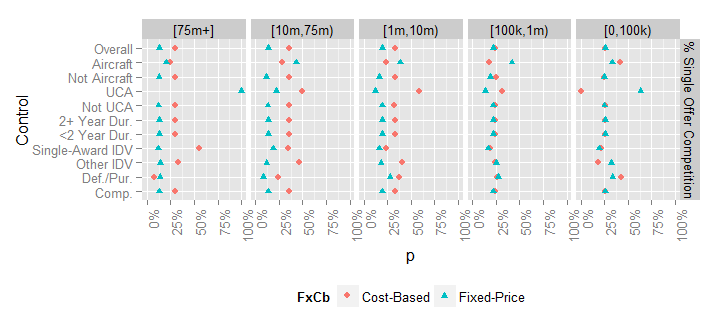 [75m+] [10m,75m) [1m,10m) [100k,1m) [0,100k)
Control
Overall
Aircraft
Not Aircraft
UCA
Not UCA
2+ Year Dur.
<2 Year Dur.
Single-Award IDV
Other IDV
Def./Pur.
Comp.
% Single Offer Competition
0% 25% 50% 75% 100% 0% 25% 50% 75% 100% 0% 25% 50% 75% 100% 0% 25% 50% 75% 100% 0% 25% 50% 75% 100%
p
FxCb Cost-Based Fixed-Price